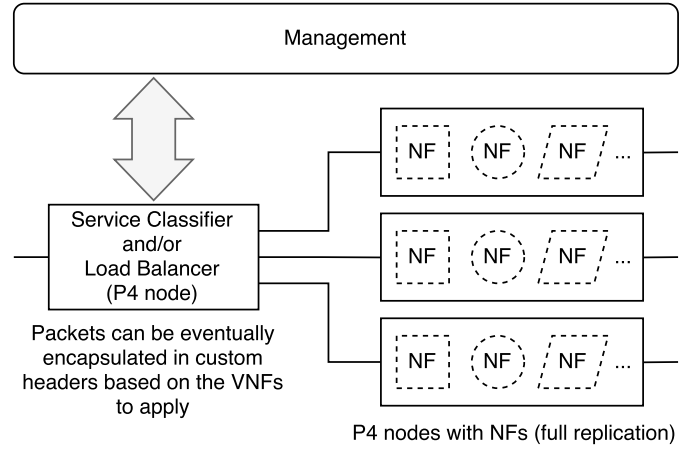 Management
NF NF NF ...
Service Classifier
and/or
Load Balancer
(P4 node)
NF NF NF ...
Packets can be eventually
encapsulated in custom
headers based on the VNFs
to apply
NF NF NF ...
P4 nodes with NFs (full replication)